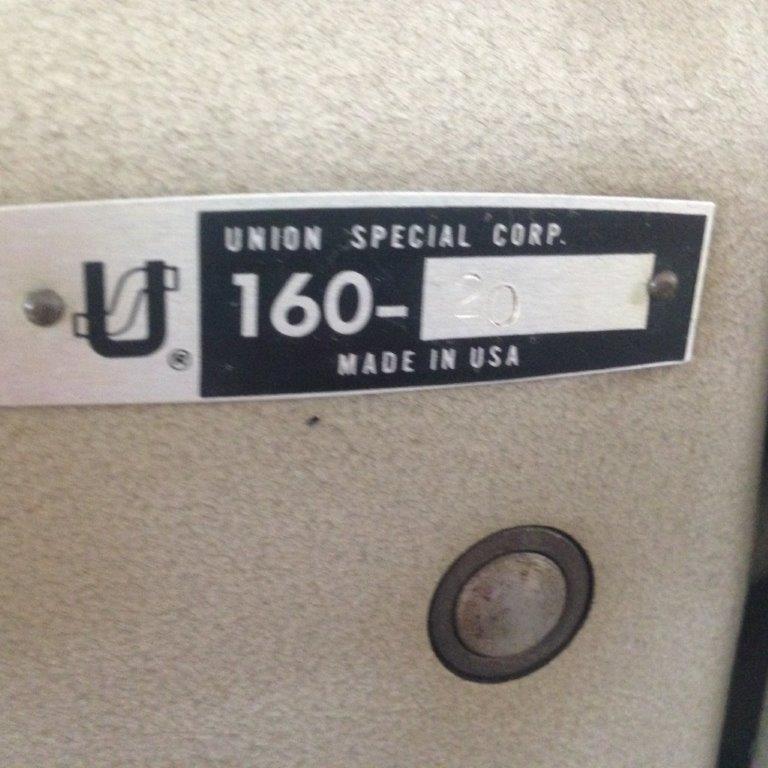 UNION SPECIAL CORP.
160-20
MADE IN USA
U
®